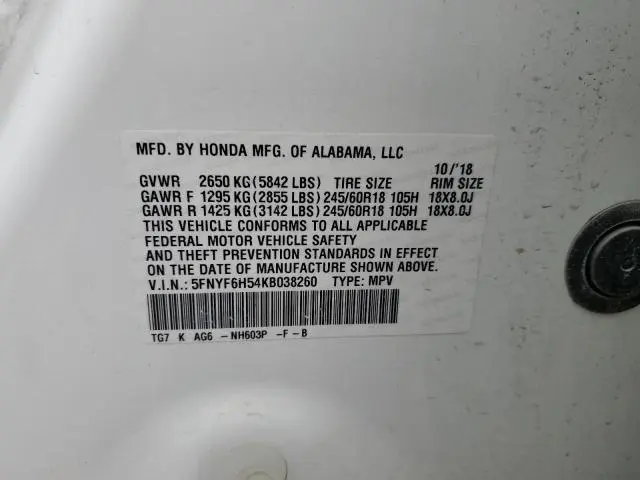 MFD. BY HONDA MFG. OF ALABAMA, LLC
10/'18
GVWR 2650 KG(5842 LBS) TIRE SIZE RIM SIZE
GAWR F 1295 KG(2855 LBS) 245/60R18 105H 18X8.0J
GAWR R 1425 KG(3142 LBS) 245/60R18 105H 18X8.0J
THIS VEHICLE CONFORMS TO ALL APPLICABLE
FEDERAL MOTOR VEHICLE SAFETY
AND THEFT PREVENTION STANDARDS IN EFFECT
ON THE DATE OF MANUFACTURE SHOWN ABOVE.
V.I.N.: 5FNYF6H54KB038260 TYPE: MPV
TG7 K AG6 -NH603P -F-B